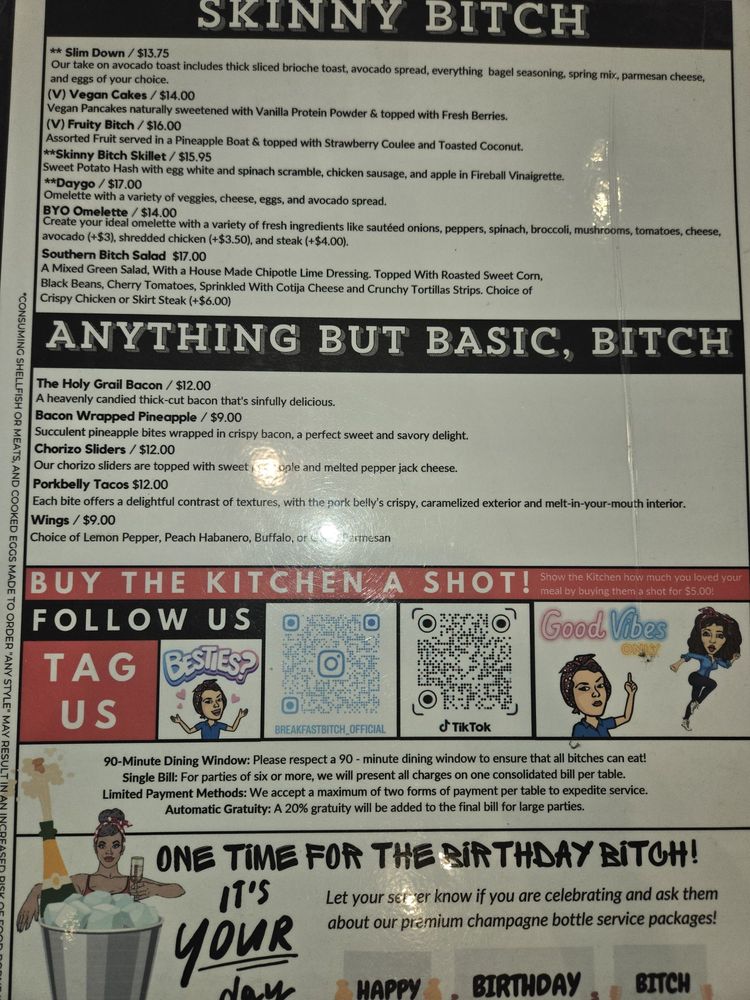 SKINNY BITCH
** Slim Down / $13.75
Our take on avocado toast includes thick sliced brioche toast, avocado spread, everything bagel seasoning, spring mix, parmesan cheese,
and eggs of your choice.
(V) Vegan Cakes / $14.00
Vegan Pancakes naturally sweetened with Vanilla Protein Powder & topped with Fresh Berries.
(V) Fruity Bitch / $16.00
Assorted Fruit served in a Pineapple Boat & topped with Strawberry Coulee and Toasted Coconut.
**Skinny Bitch Skillet / $15.95
Sweet Potato Hash with egg white and spinach scramble, chicken sausage, and apple in Fireball Vinaigrette.
**Daygo / $17.00
Omelette with a variety of veggies, cheese, eggs, and avocado spread.
BYO Omelette / $14.00
Create your ideal omelette with a variety of fresh ingredients like sautéed onions, peppers, spinach, broccoli, mushrooms, tomatoes, cheese,
avocado (+$3), shredded chicken (+$3.50), and steak (+$4.00).
Southern Bitch Salad $17.00
A Mixed Green Salad, With a House Made Chipotle Lime Dressing. Topped With Roasted Sweet Corn,
Black Beans, Cherry Tomatoes, Sprinkled With Cotija Cheese and Crunchy Tortillas Strips. Choice of
Crispy Chicken or Skirt Steak (+$6.00)
ANYTHING BUT BASIC, BITCH
The Holy Grail Bacon / $12.00
A heavenly candied thick-cut bacon that's sinfully delicious.
Bacon Wrapped Pineapple / $9.00
Succulent pineapple bites wrapped in crispy bacon, a perfect sweet and savory delight.
Chorizo Sliders / $12.00
Our chorizo sliders are topped with sweet and melted pepper jack cheese.
Porkbelly Tacos $12.00
Each bite offers a delightful contrast of textures, with the pork belly's crispy, caramelized exterior and melt-in-your-mouth interior.
Wings / $9.00
Choice of Lemon Pepper, Peach Habanero, Buffalo, or Parmesan
BUY THE KITCHEN A SHOT!
Show the Kitchen how much you loved your
meal by buying them a shot for $5.00!
FOLLOW US
TAG
US
BESTIES?
BREAKFASTBITCH_OFFICIAL
TikTok
Good Vibes
ONLY
90-Minute Dining Window: Please respect a 90 - minute dining window to ensure that all bitches can eat!
Single Bill: For parties of six or more, we will present all charges on one consolidated bill per table.
Limited Payment Methods: We accept a maximum of two forms of payment per table to expedite service.
Automatic Gratuity: A 20% gratuity will be added to the final bill for large parties.
ONE TIME FOR THE BIRTHDAY BITCH!
IT'S
YOUR
day
Let your server know if you are celebrating and ask them
about our premium champagne bottle service packages!
HAPPY BIRTHDAY BITCH
*CONSUMING SHELLFISH OR MEATS, AND COOKED EGGS MADE TO ORDER "ANY STYLE" MAY RESULT IN AN INCREASED RISK OF FOOD